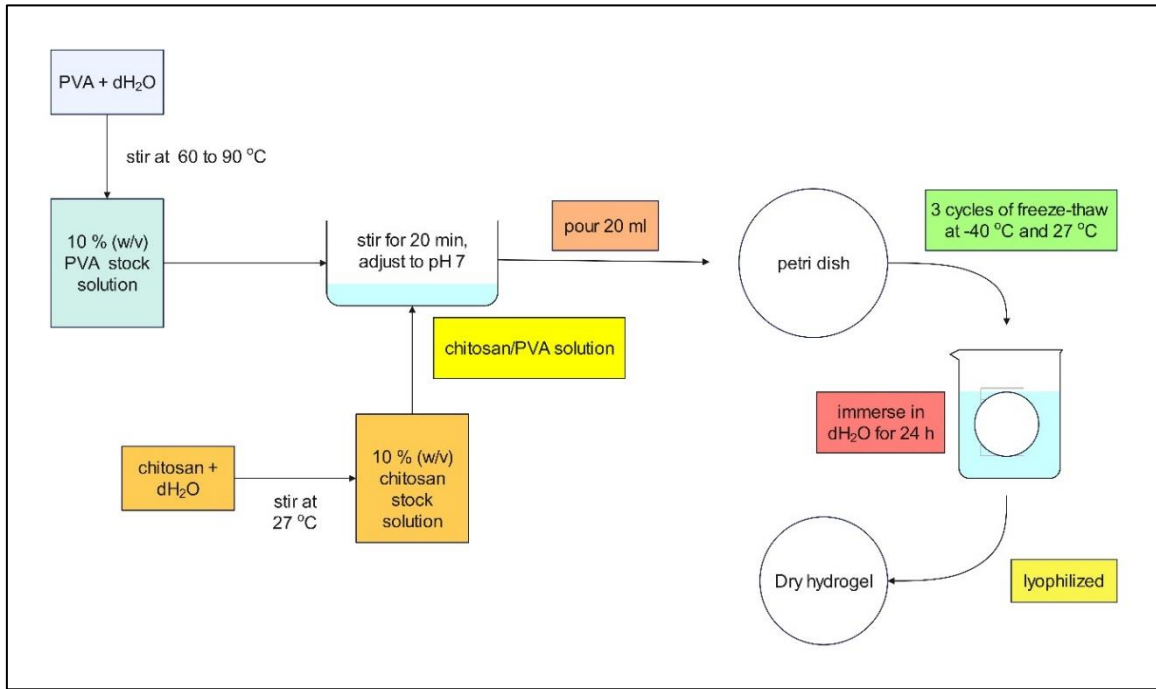 PVA + dH₂O
stir at 60 to 90 °C
10 % (w/v)
PVA stock
solution
stir for 20 min,
adjust to pH 7
pour 20 ml
petri dish
3 cycles of freeze-thaw
at -40 °C and 27 °C
chitosan/PVA solution
chitosan +
dH₂O
stir at
27 °C
10 % (w/v)
chitosan
stock
solution
immerse in
dH₂O for 24 h
lyophilized
Dry hydrogel